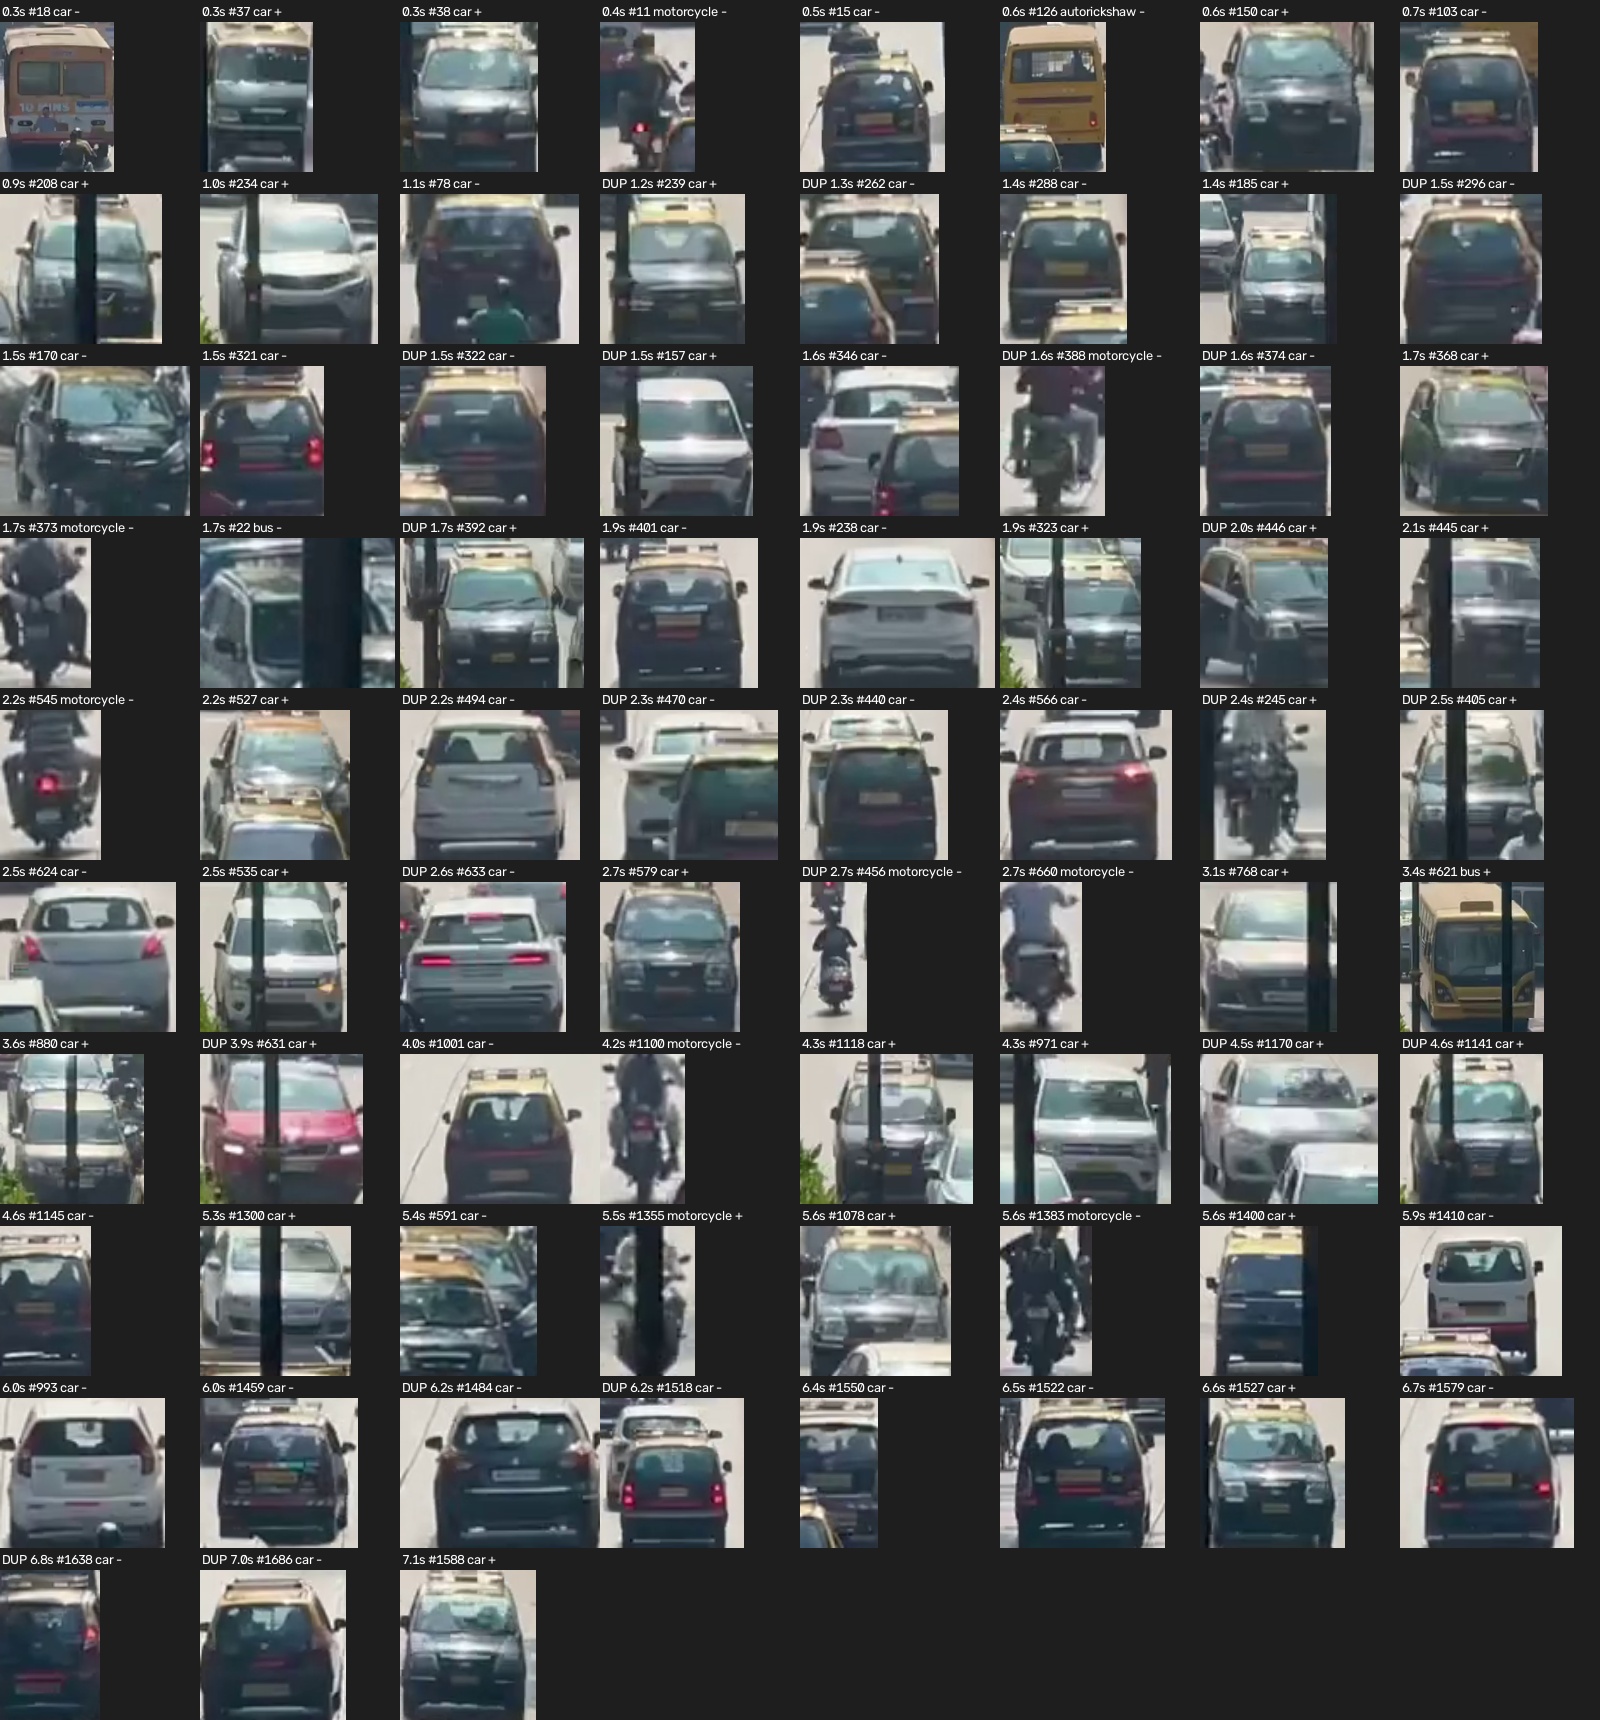 0.3s #18 car -
0.3s #37 car +
0.3s #38 car +
0.4s #11 motorcycle -
0.5s #15 car -
0.6s #126 autorickshaw -
0.6s #150 car +
0.7s #103 car -
10 MINS
0.9s #208 car +
1.0s #234 car +
1.1s #78 car -
DUP 1.2s #239 car +
DUP 1.3s #262 car -
1.4s #288 car -
1.4s #185 car +
DUP 1.5s #296 car -
1.5s #170 car -
1.5s #321 car -
DUP 1.5s #322 car -
DUP 1.5s #157 car +
1.6s #346 car -
DUP 1.6s #388 motorcycle -
DUP 1.6s #374 car -
1.7s #368 car +
1.7s #373 motorcycle -
1.7s #22 bus -
DUP 1.7s #392 car +
1.9s #401 car -
1.9s #238 car -
1.9s #323 car +
DUP 2.0s #446 car +
2.1s #445 car +
2.2s #545 motorcycle -
2.2s #527 car +
DUP 2.2s #494 car -
DUP 2.3s #470 car -
DUP 2.3s #440 car -
2.4s #566 car -
DUP 2.4s #245 car +
DUP 2.5s #405 car +
2.5s #624 car -
2.5s #535 car +
DUP 2.6s #633 car -
2.7s #579 car +
DUP 2.7s #456 motorcycle -
2.7s #660 motorcycle -
3.1s #768 car +
3.4s #621 bus +
3.6s #880 car +
DUP 3.9s #631 car +
4.0s #1001 car -
4.2s #1100 motorcycle -
4.3s #1118 car +
4.3s #971 car +
DUP 4.5s #1170 car +
DUP 4.6s #1141 car +
4.6s #1145 car -
5.3s #1300 car +
5.4s #591 car -
5.5s #1355 motorcycle +
5.6s #1078 car +
5.6s #1383 motorcycle -
5.6s #1400 car +
5.9s #1410 car -
6.0s #993 car -
6.0s #1459 car -
DUP 6.2s #1484 car -
DUP 6.2s #1518 car -
6.4s #1550 car -
6.5s #1522 car -
6.6s #1527 car +
6.7s #1579 car -
DUP 6.8s #1638 car -
DUP 7.0s #1686 car -
7.1s #1588 car +